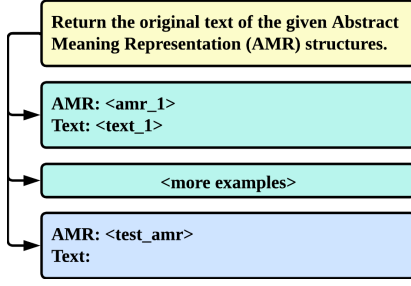 Return the original text of the given Abstract
Meaning Representation (AMR) structures.
AMR: <amr_1>
Text: <text_1>
<more examples>
AMR: <test_amr>
Text: